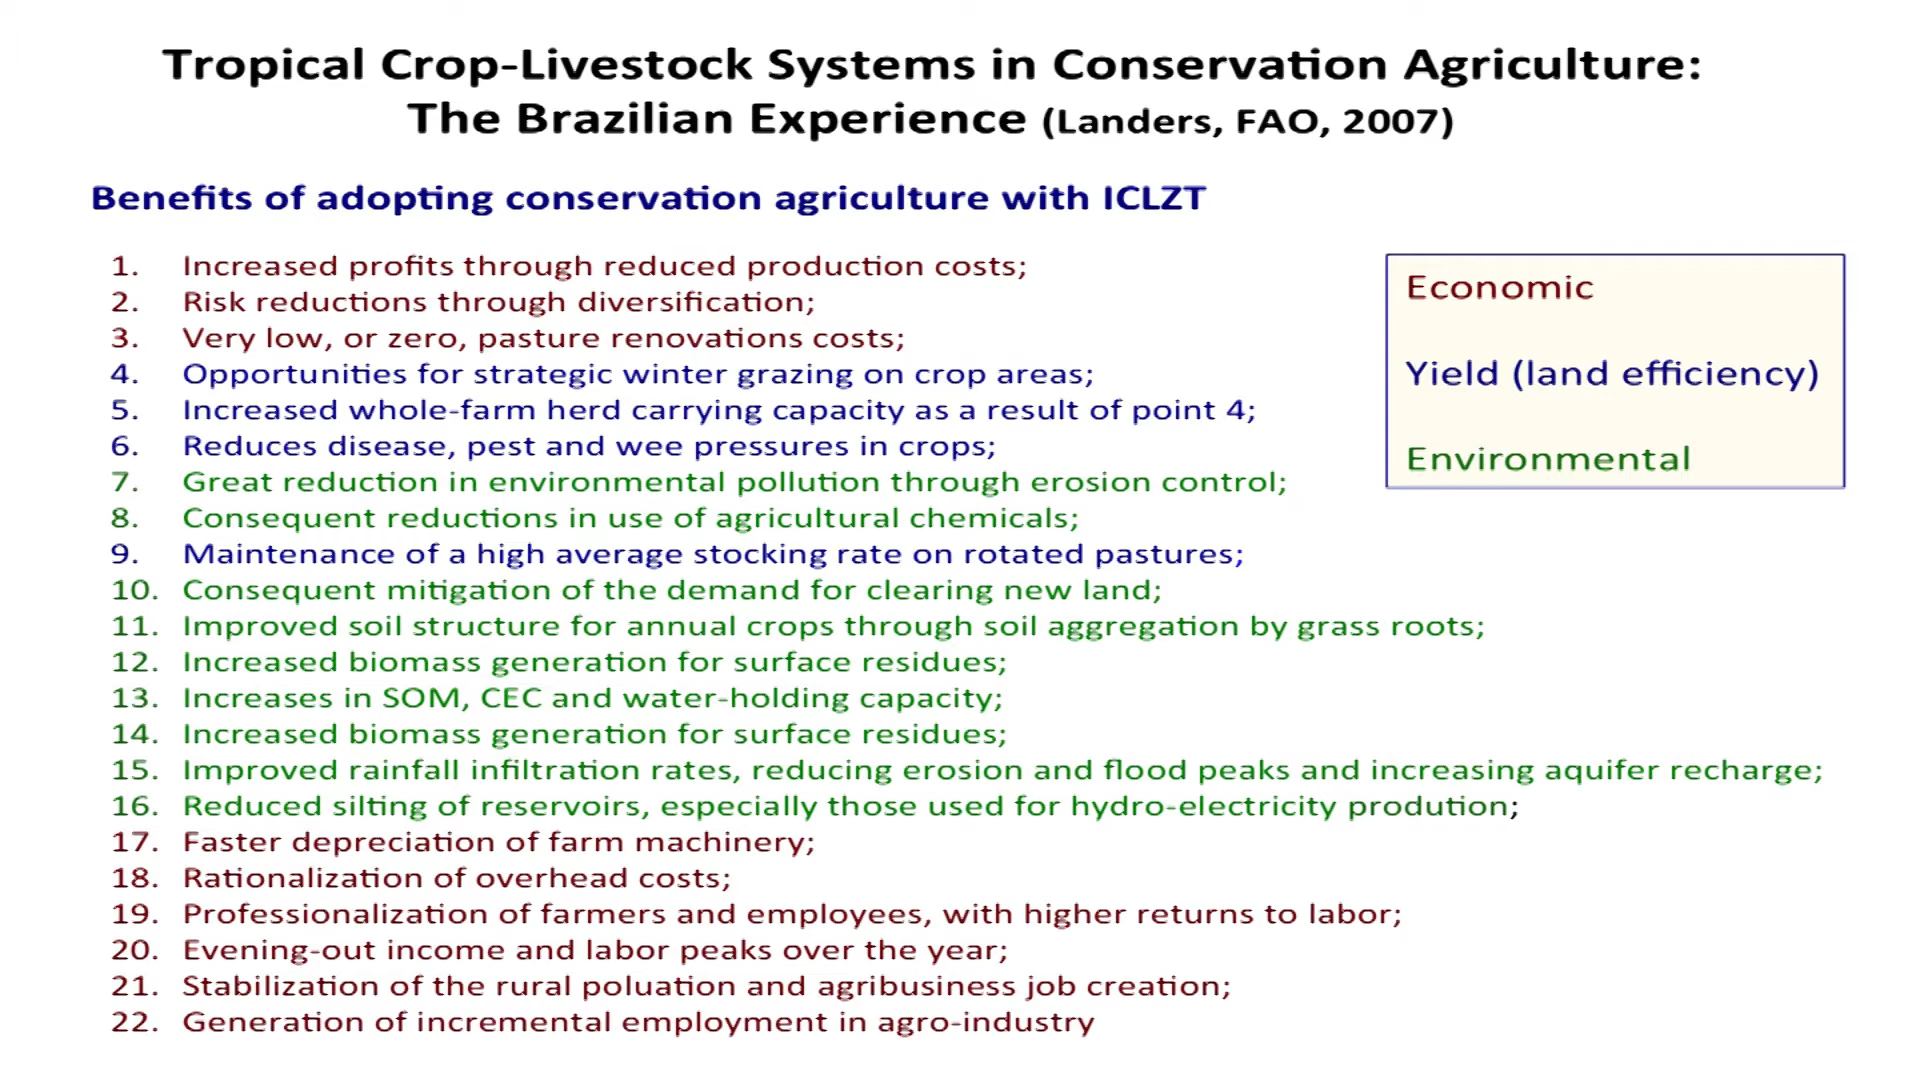 Tropical Crop-Livestock Systems in Conservation Agriculture:
The Brazilian Experience (Landers, FAO, 2007)
Benefits of adopting conservation agriculture with ICLZT
1. Increased profits through reduced production costs;
2. Risk reductions through diversification;
3. Very low, or zero, pasture renovations costs;
4. Opportunities for strategic winter grazing on crop areas;
5. Increased whole-farm herd carrying capacity as a result of point 4;
6. Reduces disease, pest and wee pressures in crops;
7. Great reduction in environmental pollution through erosion control;
8. Consequent reductions in use of agricultural chemicals;
9. Maintenance of a high average stocking rate on rotated pastures;
10. Consequent mitigation of the demand for clearing new land;
11. Improved soil structure for annual crops through soil aggregation by grass roots;
12. Increased biomass generation for surface residues;
13. Increases in SOM, CEC and water-holding capacity;
14. Increased biomass generation for surface residues;
15. Improved rainfall infiltration rates, reducing erosion and flood peaks and increasing aquifer recharge;
16. Reduced silting of reservoirs, especially those used for hydro-electricity prodution;
17. Faster depreciation of farm machinery;
18. Rationalization of overhead costs;
19. Professionalization of farmers and employees, with higher returns to labor;
20. Evening-out income and labor peaks over the year;
21. Stabilization of the rural poluation and agribusiness job creation;
22. Generation of incremental employment in agro-industry
Economic
Yield (land efficiency)
Environmental